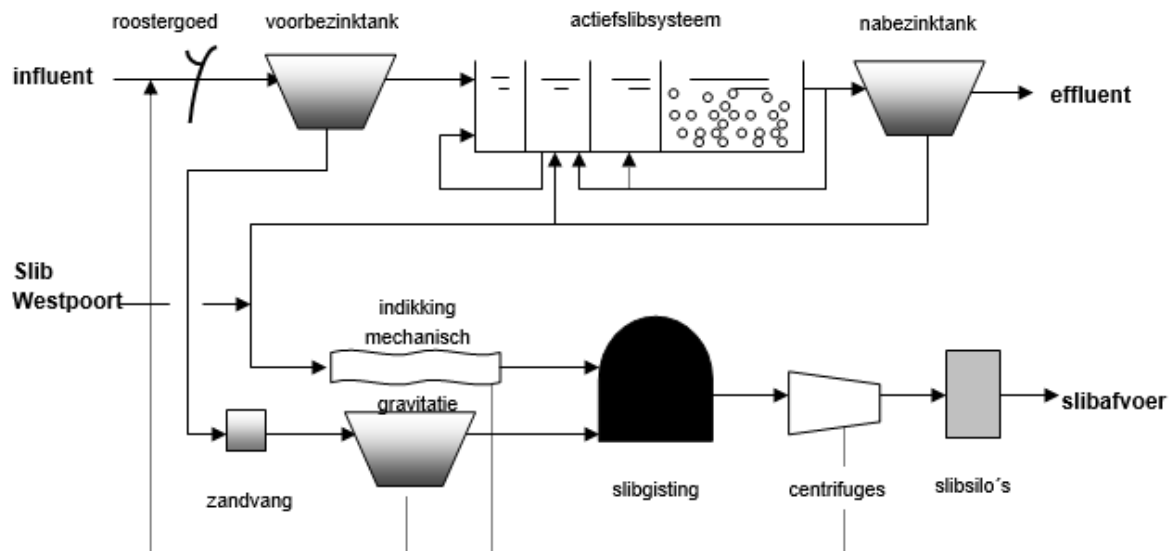 roostergoed
voorbezinktank
actiefslibsysteem
nabezinktank
influent
effluent
Slib
Westpoort
indikking
mechanisch
gravitatie
slibafvoer
zandvang
slibgisting
centrifuges
slibsilo´s